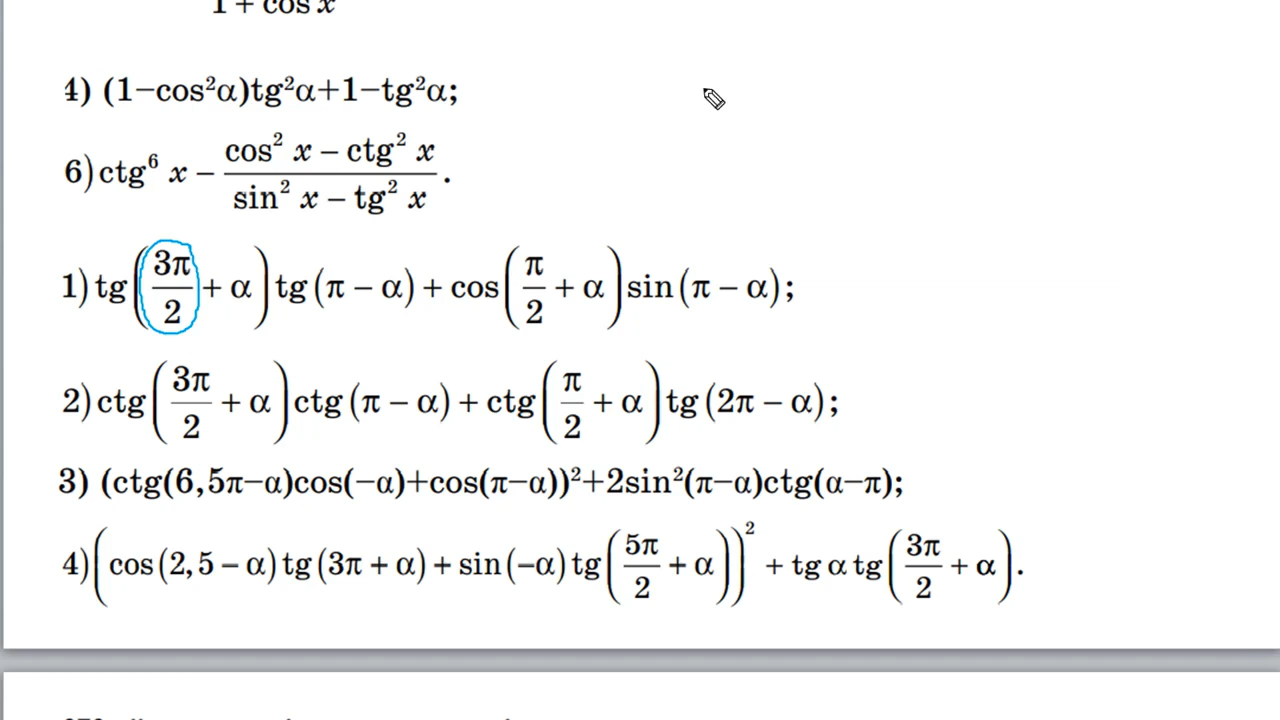 1 + cos x
4) (1−cos²α)tg²α+1−tg²α;
6) ctg⁶ x − (cos² x − ctg² x)/(sin² x − tg² x).
1) tg(3π/2 + α) tg(π − α) + cos(π/2 + α) sin(π − α);
2) ctg(3π/2 + α) ctg(π − α) + ctg(π/2 + α) tg(2π − α);
3) (ctg(6,5π−α)cos(−α)+cos(π−α))²+2sin²(π−α)ctg(α−π);
4) (cos(2,5 − α) tg(3π + α) + sin(−α) tg(5π/2 + α))² + tg α tg(3π/2 + α).